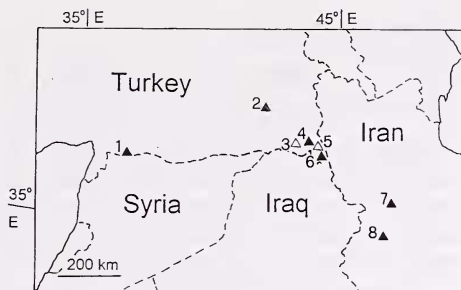 35° | E 45° | E
Turkey
2
4
3 5
1 6
Iran
35°
E
Syria Iraq
7
8
200 km